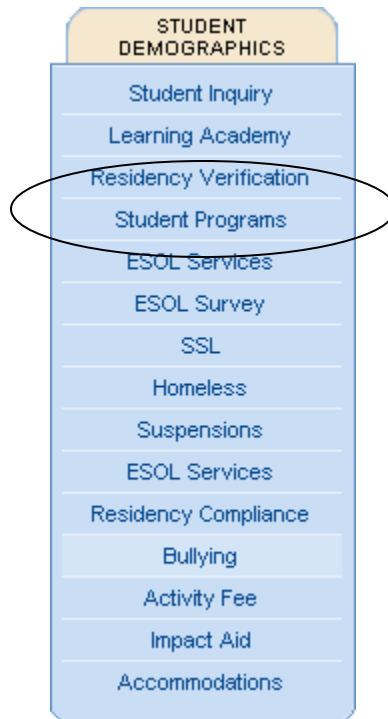 STUDENT
DEMOGRAPHICS
Student Inquiry
Learning Academy
Residency Verification
Student Programs
ESOL Services
ESOL Survey
SSL
Homeless
Suspensions
ESOL Services
Residency Compliance
Bullying
Activity Fee
Impact Aid
Accommodations